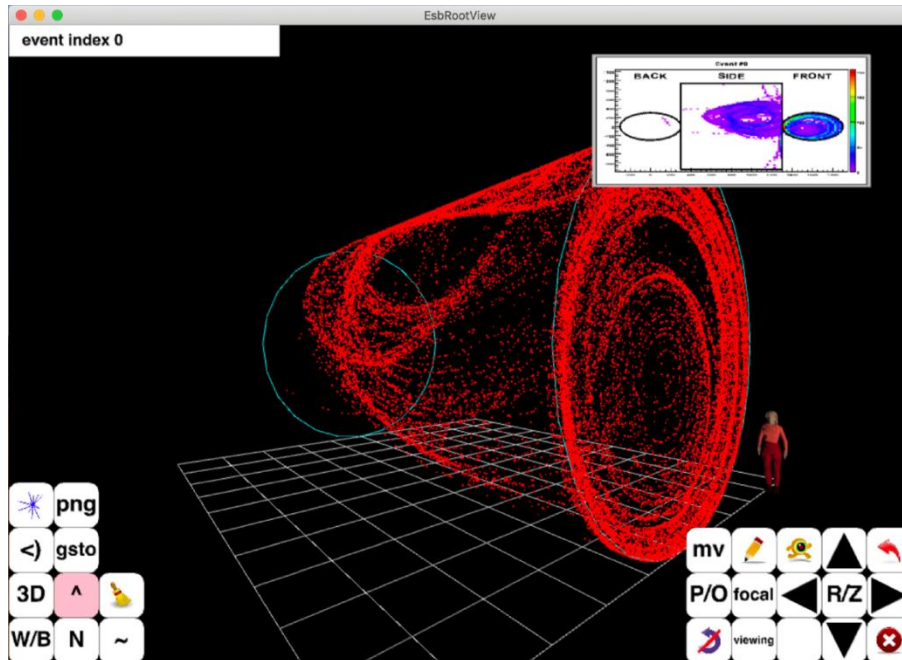 EsbRootView
event index 0
Event #0
BACK SIDE FRONT
png
<) gsto
3D ^
W/B N ~
mv
P/O focal R/Z
viewing